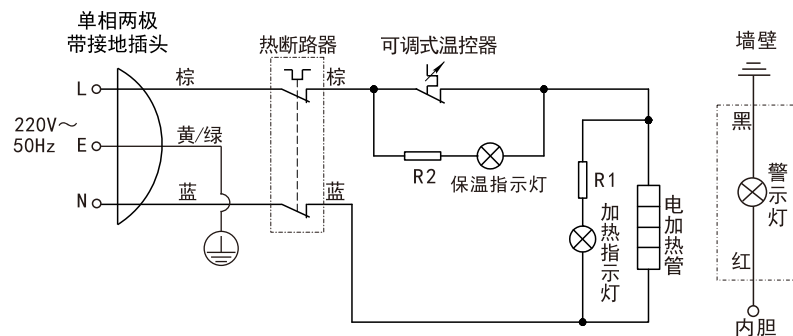 单相两极
带接地插头
热断路器
可调式温控器
墙壁
L
棕
棕
黑
220V～
50Hz
E
黄/绿
R2
保温指示灯
R1
加热指示灯
电加热管
警示灯
N
蓝
蓝
红
内胆